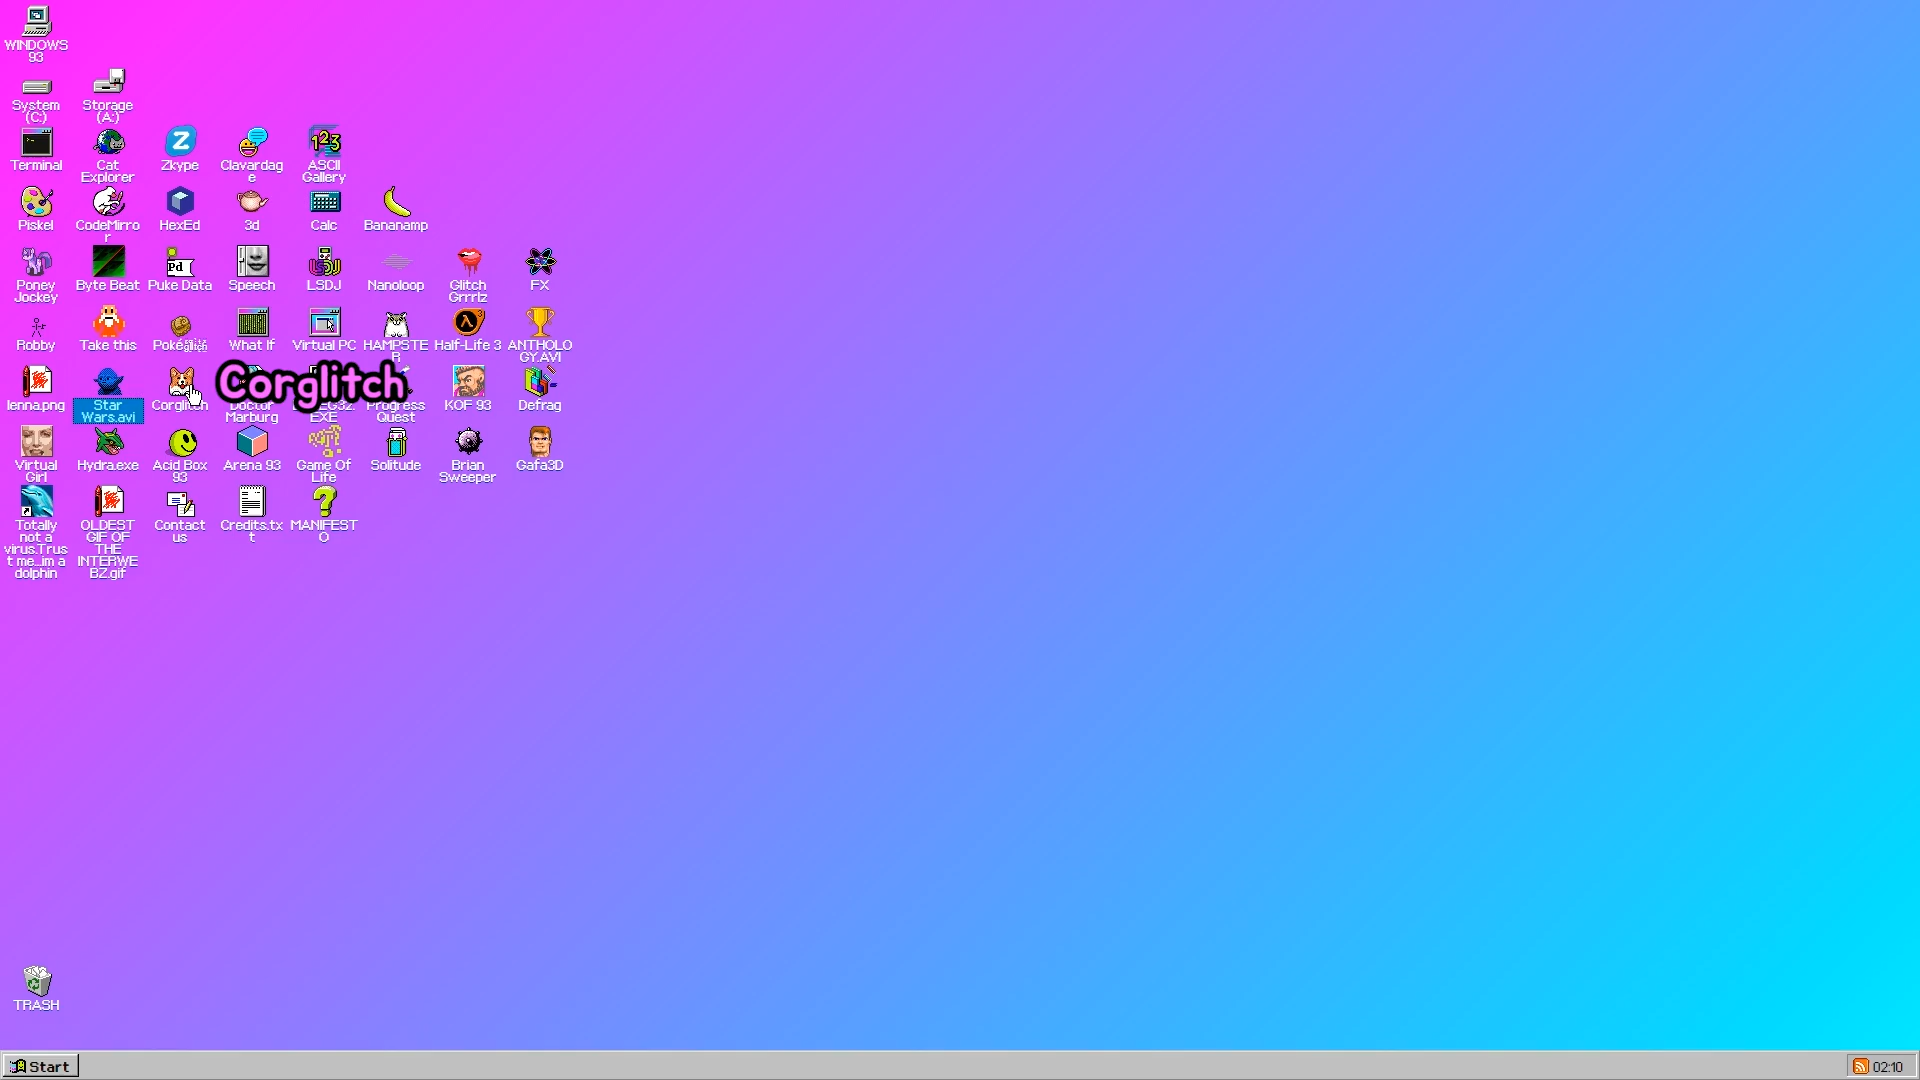 WINDOWS
93
System
(C:)
Storage
(A:)
Terminal
Cat
Explorer
Zkype
Clavardag
e
ASCII
Gallery
Piskel
CodeMirro
r
HexEd
3d
Calc
Bananamp
Poney
Jockey
Byte Beat
Puke Data
Speech
LSDJ
Nanoloop
Glitch
Grrrlz
FX
Robby
Take this
What If
Virtual PC
HAMPSTE
R
Half-Life 3
ANTHOLO
GY.AVI
lenna.png
Star
Wars.avi
Corglitch
Corglitch
Doctor
Marburg
EXE
Progress
Quest
KOF 93
Defrag
Virtual
Girl
Hydra.exe
Acid Box
93
Arena 93
Game Of
Life
Solitude
Brian
Sweeper
Gafa3D
Totally
not a
virus.Trus
t me...im a
dolphin
OLDEST
GIF OF
THE
INTERWE
BZ.gif
Contact
us
Credits.tx
t
MANIFEST
O
TRASH
Start
02:10